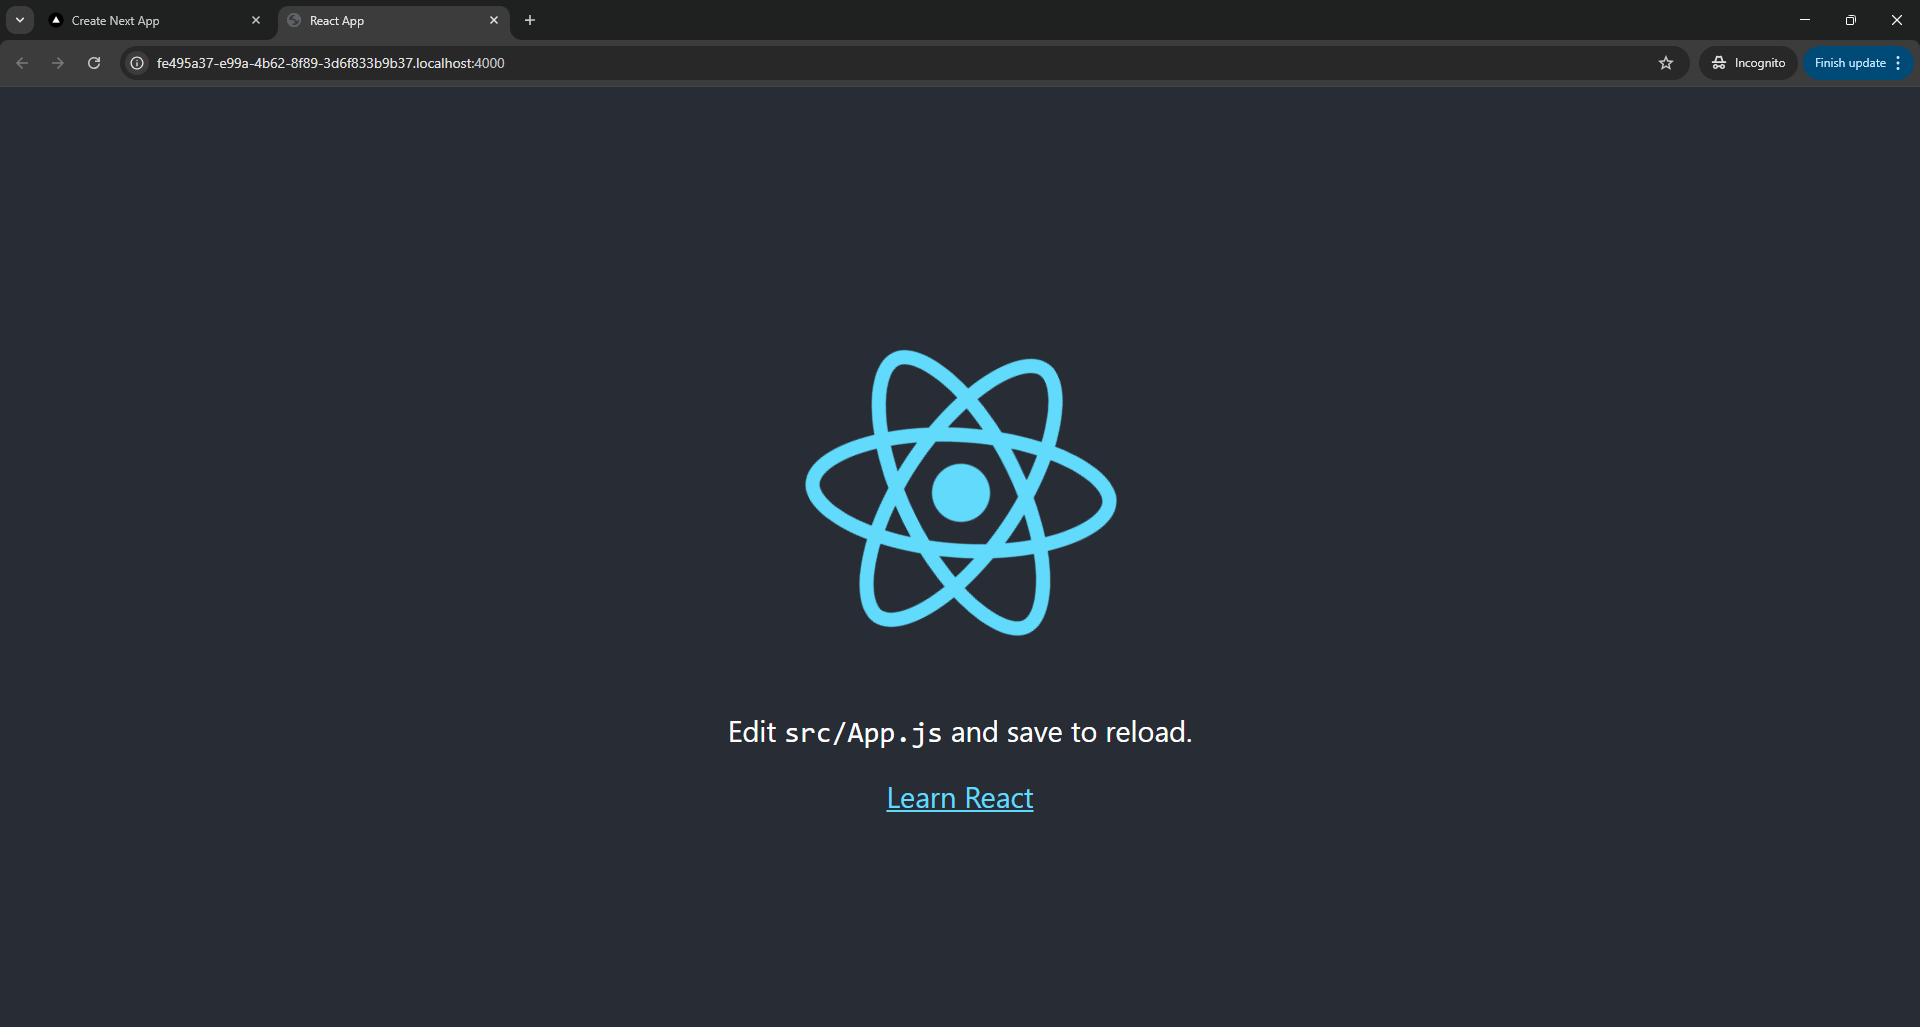 Create Next App
React App
fe495a37-e99a-4b62-8f89-3d6f833b9b37.localhost:4000
Incognito
Finish update
Edit src/App.js and save to reload.
Learn React